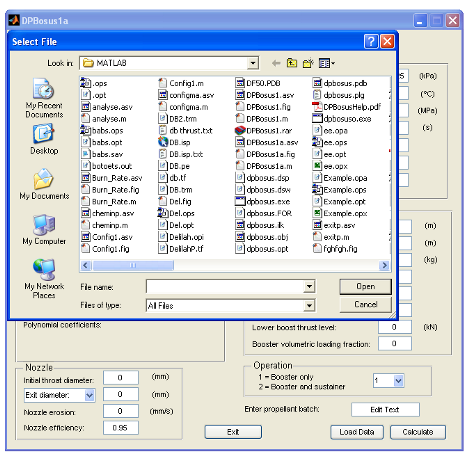 DPBosus1a
Select File
Look in: MATLAB
My Recent Documents
Desktop
My Documents
My Computer
My Network Places
.ops
.opt
analyse.asv
analyse.m
babs.ops
babs.opt
babs.sav
botoets.out
Burn_Rate.asv
Burn_Rate.fig
Burn_Rate.m
cheminp.asv
cheminp.m
Config1.asv
Config1.fig
Config1.m
configma.asv
configma.m
DB2.trm
db thrust.txt
DB.isp
DB.isp.txt
DB.pe
db.tf
DB.trm
Del.fig
Del.ops
Del.opt
Delilah.opi
DelilahP.tf
DF50.PDB
DPBosus1.asv
DPBosus1.fig
DPBosus1.m
DPBosus1.rar
DPBosus1a.asv
DPBosus1a.fig
DPBosus1a.m
dpbosus.dsp
dpbosus.dsw
dpbosus.exe
dpbosus.FOR
dpbosus.ilk
dpbosus.obj
dpbosus.opt
dpbosus.pdb
dpbosus.plg
DPBosusHelp.pdf
dpbosuso.exe
ee.opa
ee.ops
ee.opt
ee.opx
Example.opa
Example.ops
Example.opt
Example.opx
exitp.asv
exitp.m
fghfgh.fig
File name:
Open
Files of type: All Files
Cancel
(kPa)
(°C)
(MPa)
(s)
(m)
(m)
(kg)
Polynomial coefficients:
Lower boost thrust level: 0 (kN)
Booster volumetric loading fraction: 0
Nozzle
Initial throat diameter: 0 (mm)
Exit diameter: 0 (mm)
Nozzle erosion: 0 (mm/s)
Nozzle efficiency: 0.95
Operation
1 = Booster only
2 = Booster and sustainer
1
Enter propellant batch: Edit Text
Exit
Load Data
Calculate